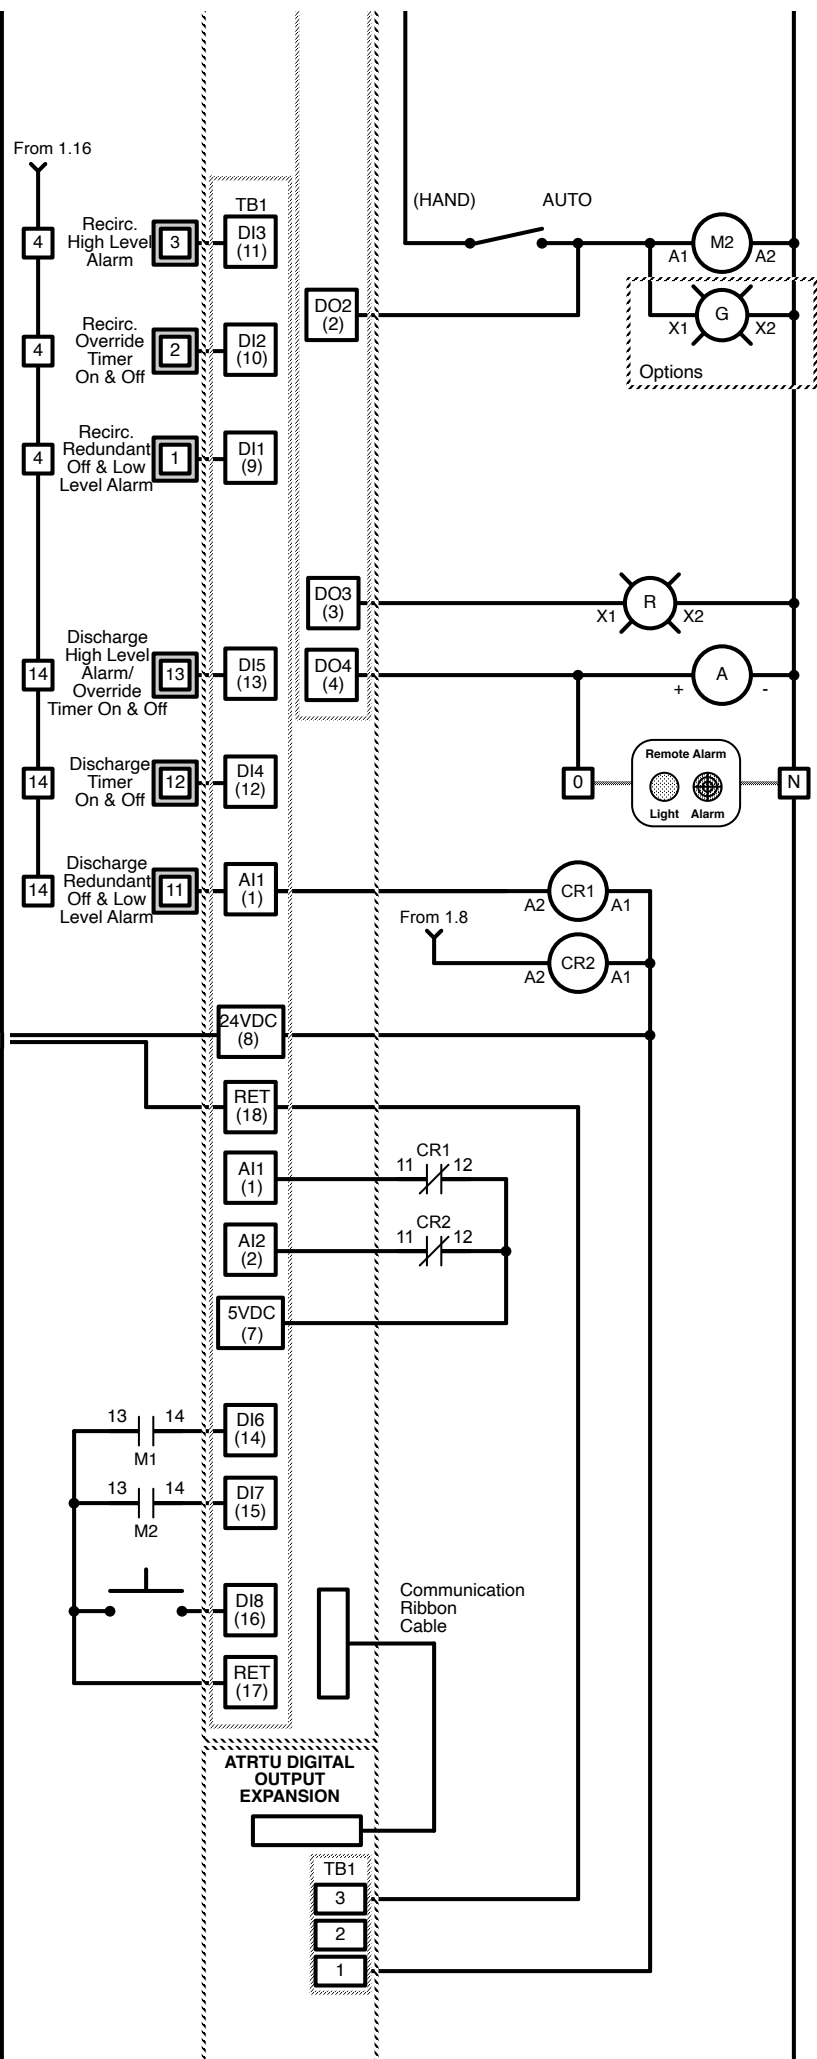 From 1.16
(HAND) AUTO
TB1
4
Recirc.
High Level
Alarm
3
DI3
(11)
A1 M2 A2
DO2
(2)
X1 G X2
Options
4
Recirc.
Override
Timer
On & Off
2
DI2
(10)
4
Recirc.
Redundant
Off & Low
Level Alarm
1
DI1
(9)
DO3
(3)
X1 R X2
14
Discharge
High Level
Alarm/
Override
Timer On & Off
13
DI5
(13)
DO4
(4)
+ A -
14
Discharge
Timer
On & Off
12
DI4
(12)
0
Remote Alarm
Light Alarm
N
14
Discharge
Redundant
Off & Low
Level Alarm
11
AI1
(1)
A2 CR1 A1
From 1.8
A2 CR2 A1
24VDC
(8)
RET
(18)
AI1
(1)
CR1
11 12
AI2
(2)
CR2
11 12
5VDC
(7)
13 14
M1
DI6
(14)
13 14
M2
DI7
(15)
DI8
(16)
Communication
Ribbon
Cable
RET
(17)
ATRTU DIGITAL
OUTPUT
EXPANSION
TB1
3
2
1